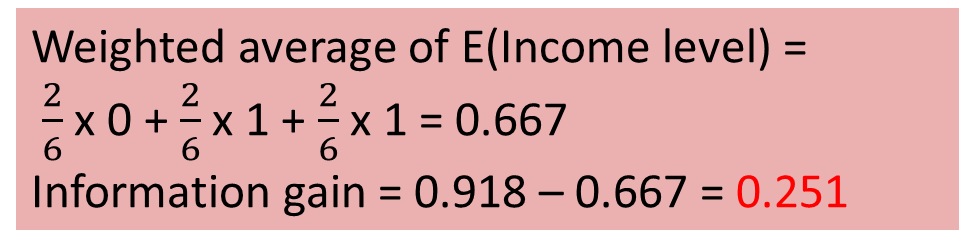 Weighted average of E(Income level) =
2/6 x 0 + 2/6 x 1 + 2/6 x 1 = 0.667
Information gain = 0.918 – 0.667 = 0.251